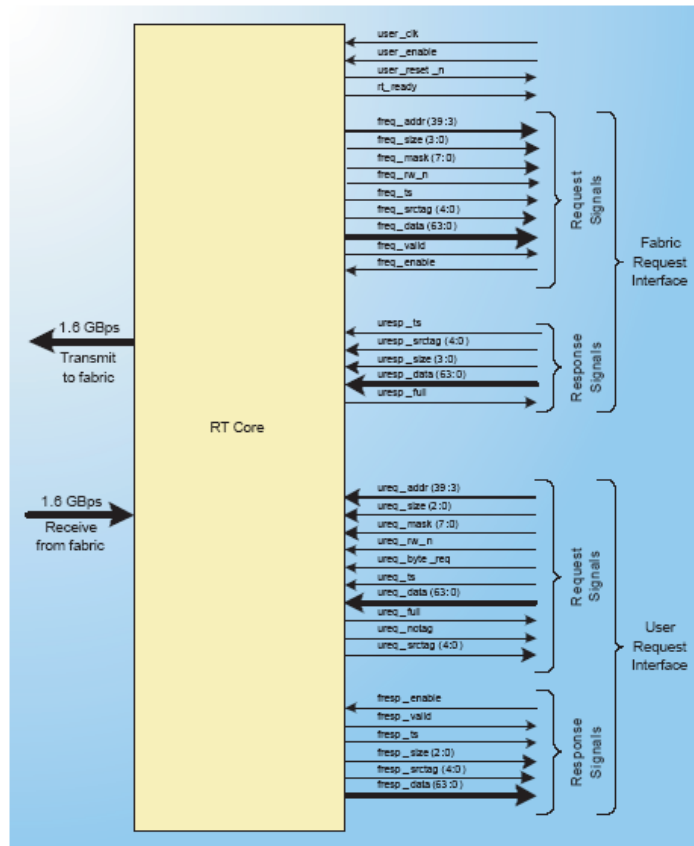 user_clk
user_enable
user_reset_n
rt_ready
freq_addr (39:3)
freq_size (3:0)
freq_mask (7:0)
freq_rw_n
freq_ts
freq_srctag (4:0)
freq_data (63:0)
freq_valid
freq_enable
Request
Signals
Fabric
Request
Interface
1.6 GBps
Transmit
to fabric
uresp_ts
uresp_srctag (4:0)
uresp_size (3:0)
uresp_data (63:0)
uresp_full
Response
Signals
RT Core
1.6 GBps
Receive
from fabric
ureq_addr (39:3)
ureq_size (2:0)
ureq_mask (7:0)
ureq_rw_n
ureq_byte_req
ureq_ts
ureq_data (63:0)
ureq_full
ureq_notag
ureq_srctag (4:0)
Request
Signals
User
Request
Interface
fresp_enable
fresp_valid
fresp_ts
fresp_size (2:0)
fresp_srctag (4:0)
fresp_data (63:0)
Response
Signals